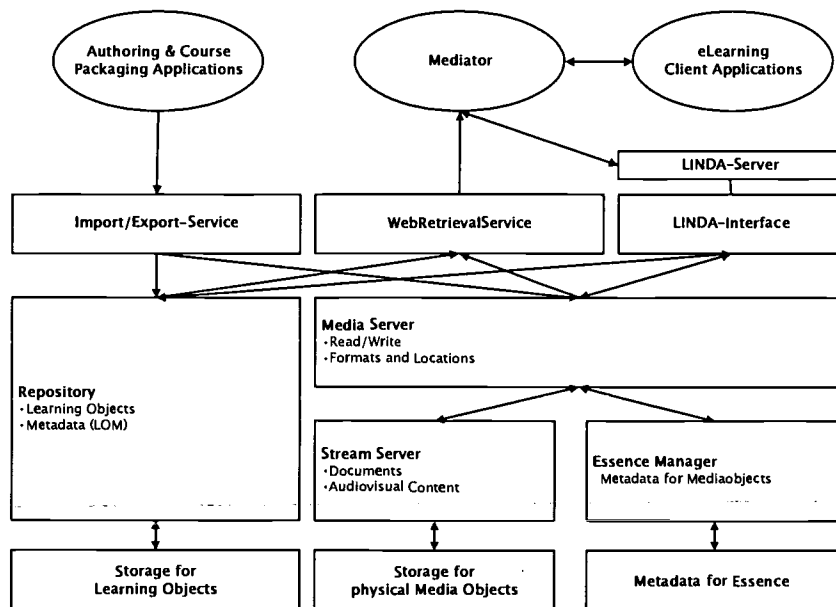 Authoring & Course
Packaging Applications
Mediator
eLearning
Client Applications
LINDA-Server
Import/Export-Service
WebRetrievalService
LINDA-Interface
Media Server
·Read/Write
·Formats and Locations
Repository
·Learning Objects
·Metadata (LOM)
Stream Server
·Documents
·Audiovisual Content
Essence Manager
Metadata for Mediaobjects
Storage for
Learning Objects
Storage for
physical Media Objects
Metadata for Essence